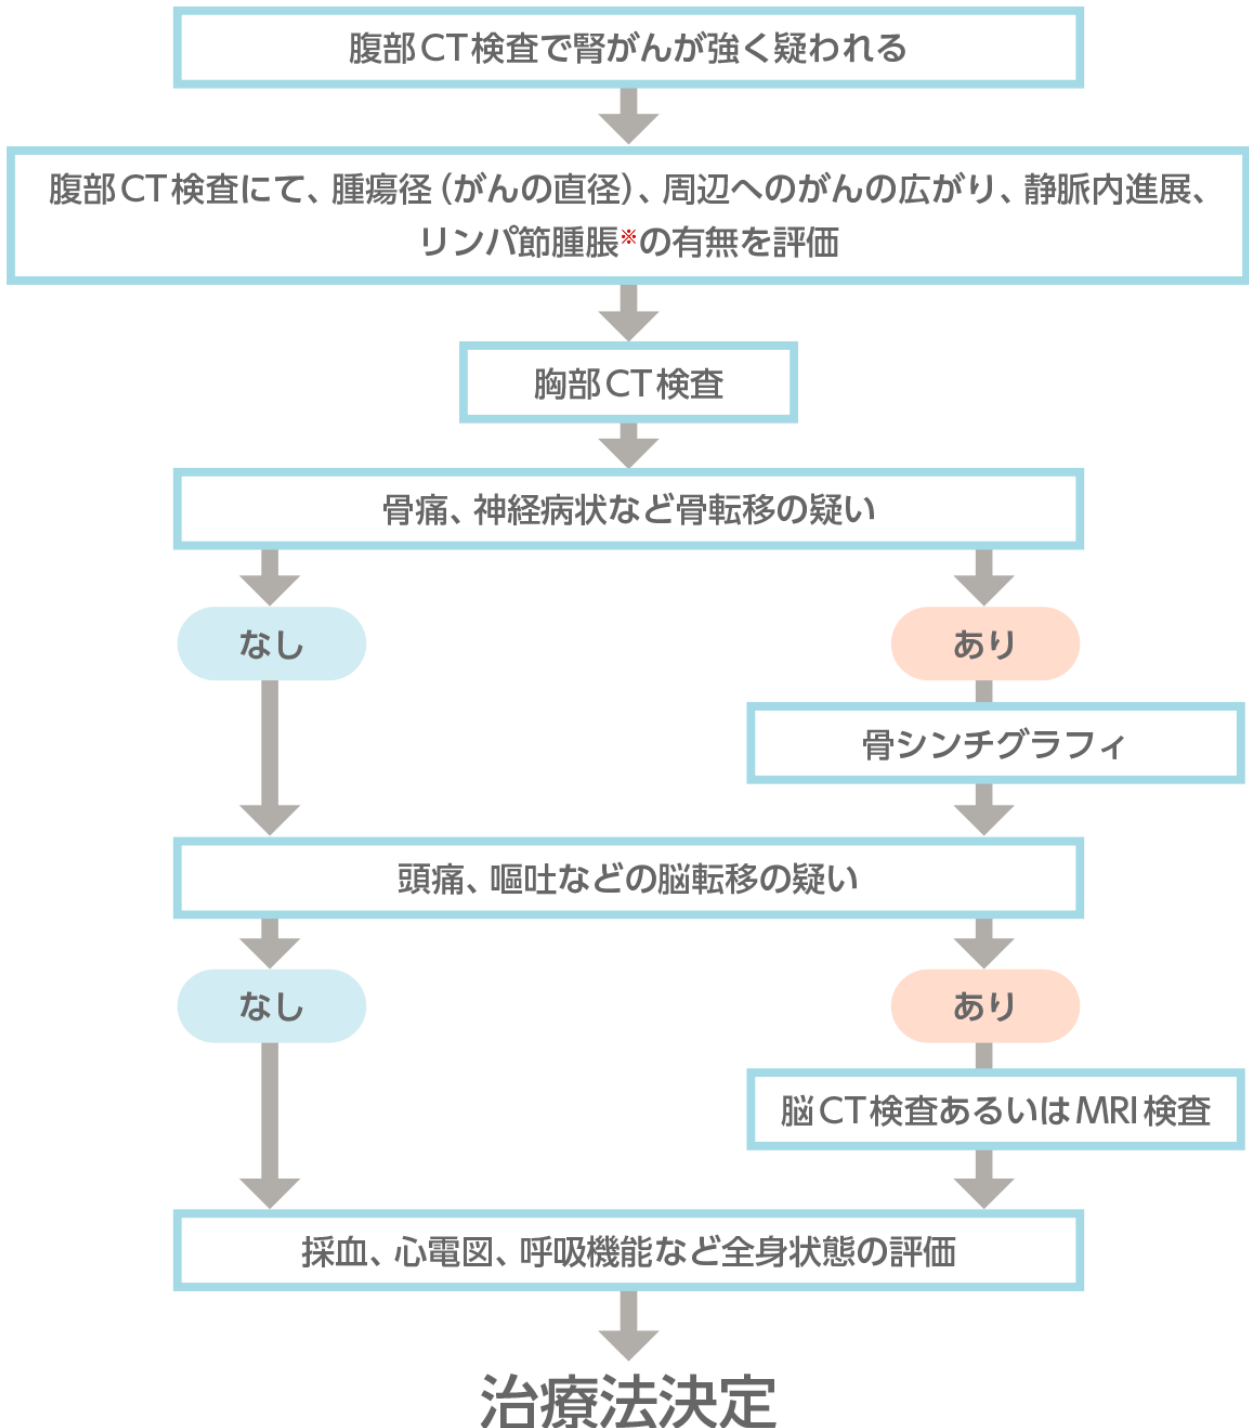 腹部CT検査で腎がんが強く疑われる
腹部CT検査にて、腫瘍径(がんの直径)、周辺へのがんの広がり、静脈内進展、
リンパ節腫脹※の有無を評価
胸部CT検査
骨痛、神経病状など骨転移の疑い
なし
あり
骨シンチグラフィ
頭痛、嘔吐などの脳転移の疑い
なし
あり
脳CT検査あるいはMRI検査
採血、心電図、呼吸機能など全身状態の評価
治療法決定